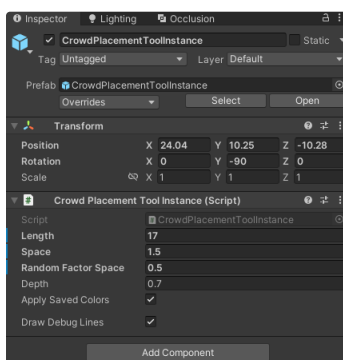 Inspector Lighting Occlusion
CrowdPlacementToolInstance Static
Tag Untagged Layer Default
Prefab CrowdPlacementToolInstance
Overrides Select Open
Transform
Position X 24.04 Y 10.25 Z -10.28
Rotation X 0 Y -90 Z 0
Scale X 1 Y 1 Z 1
# Crowd Placement Tool Instance (Script)
Script CrowdPlacementToolInstance
Length 17
Space 1.5
Random Factor Space 0.5
Depth 0.7
Apply Saved Colors
Draw Debug Lines
Add Component